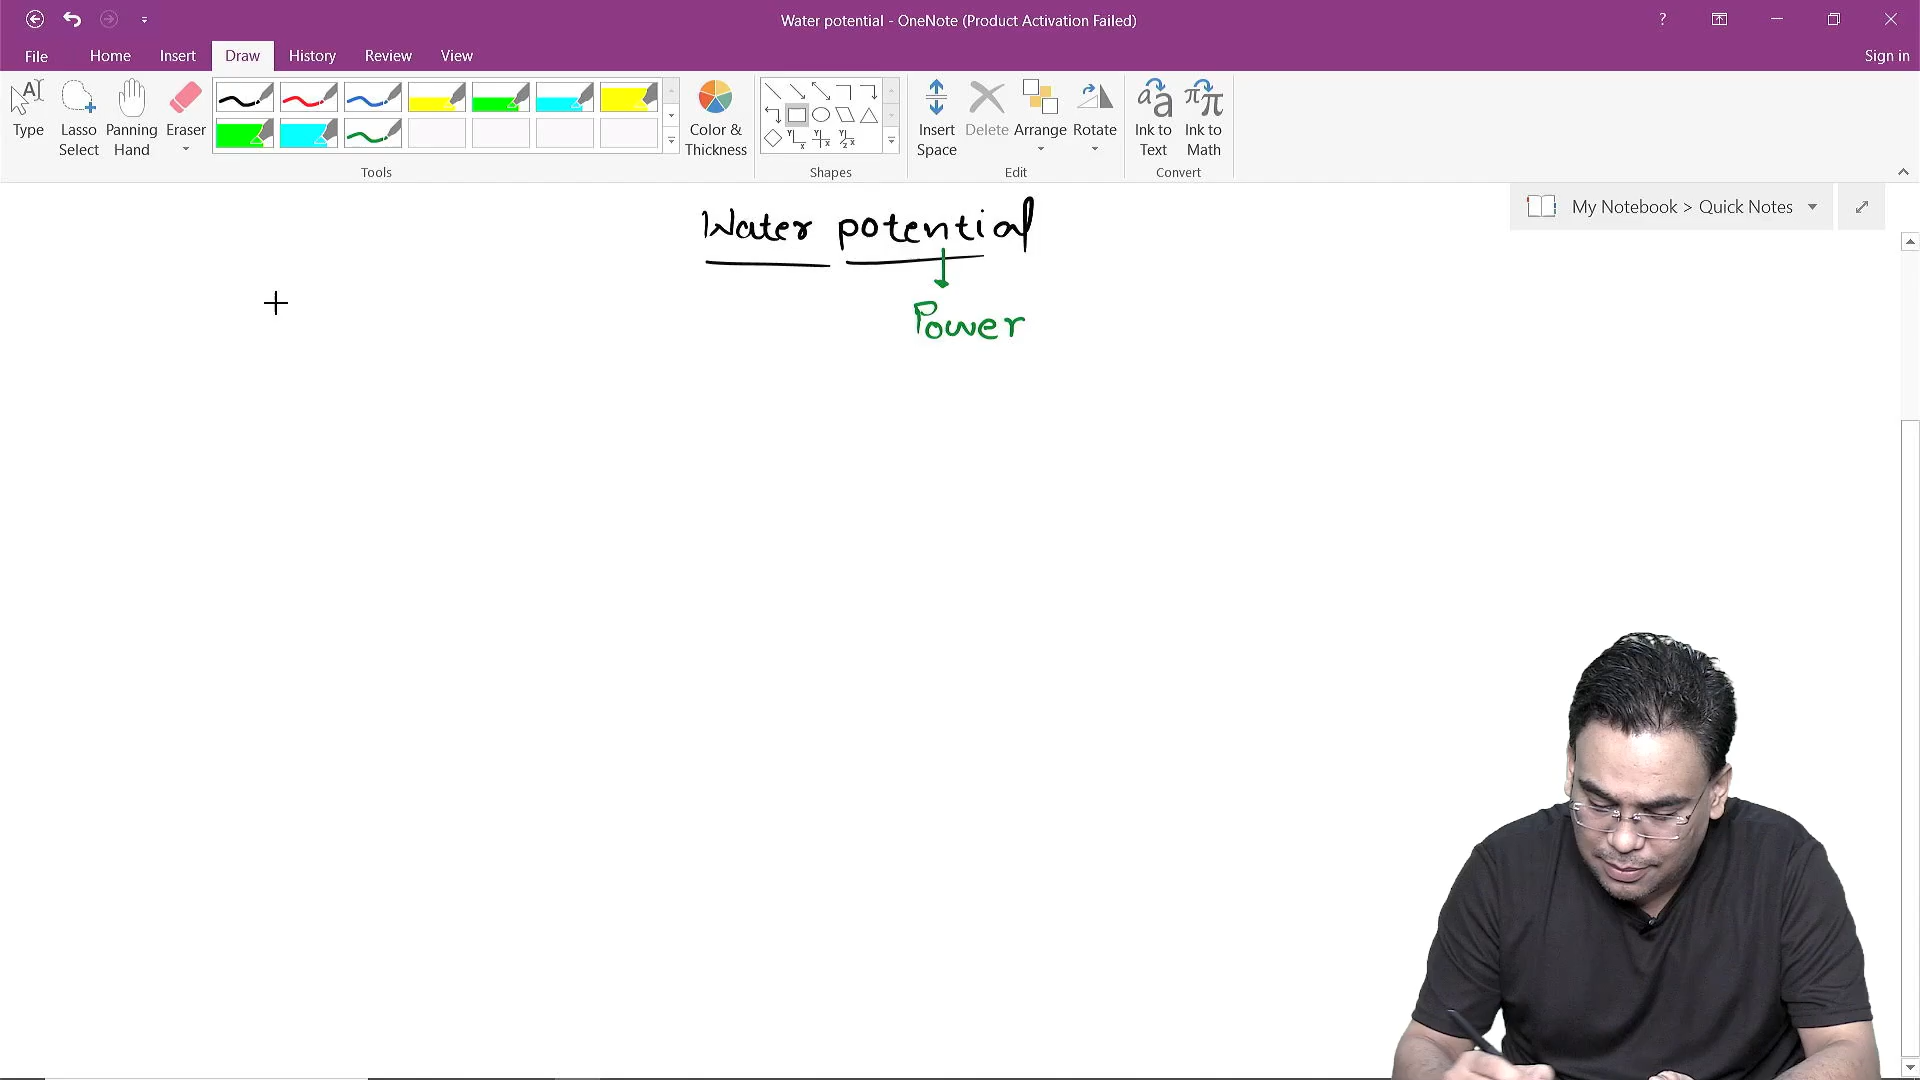 Water potential - OneNote (Product Activation Failed)
?
File Home Insert Draw History Review View Sign in
Type
Lasso Select
Panning Hand
Eraser
Color & Thickness
Insert Space
Delete
Arrange
Rotate
Ink to Text
Ink to Math
Tools Shapes Edit Convert
My Notebook > Quick Notes
Water potential
Power